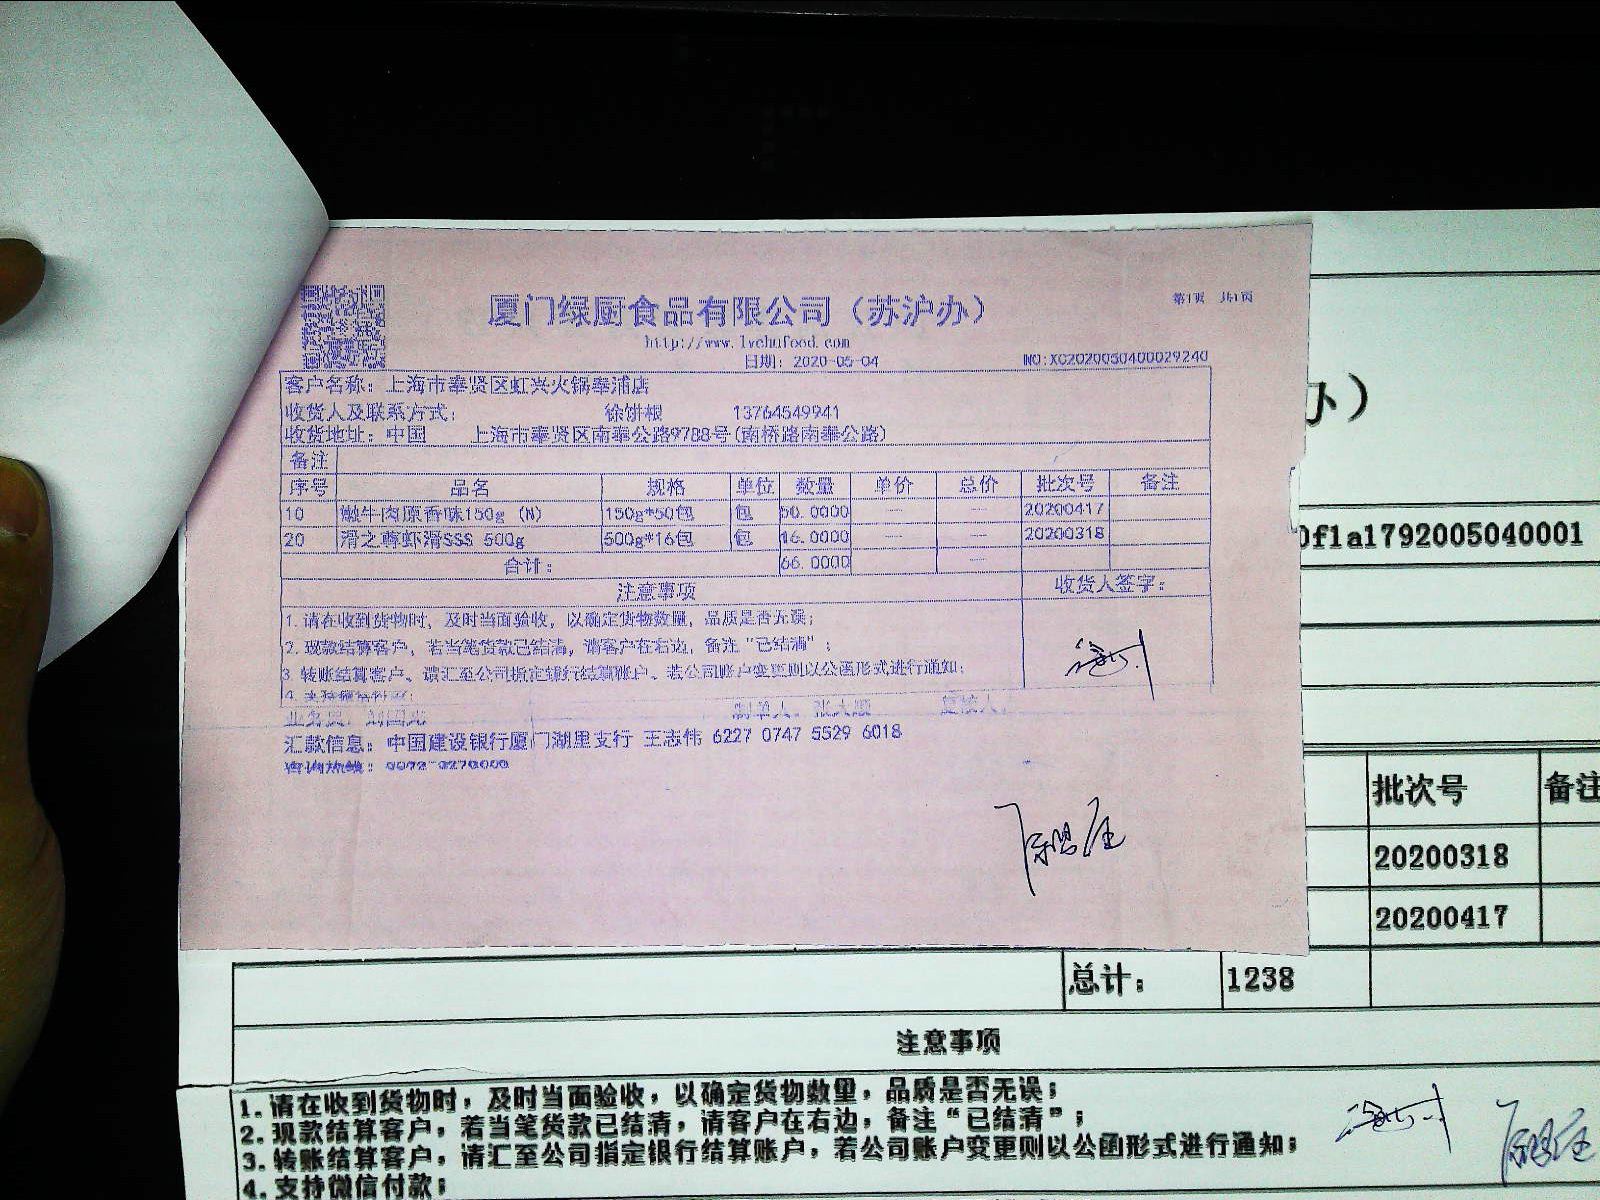 厦门绿厨食品有限公司（苏沪办）
第1页 共1页
http://www.lvchufood.com
日期：2020-05-04
NO:XC2020050400029240
客户名称：上海市奉贤区虹兴火锅奉浦店
收货人及联系方式： 徐饼根 13764549941
收货地址：中国 上海市奉贤区南奉公路9788号(南桥路南奉公路)
备注
序号 品名 规格 单位 数量 单价 总价 批次号 备注
10 嫩牛肉原香味150g (N) 150g*50包 包 50.0000 — — 20200417
20 滑之尊虾滑SSS 500g 500g*16包 包 16.0000 — — 20200318
合计： 66.0000 —
注意事项 收货人签字：
1.请在收到货物时，及时当面验收，以确定货物数量，品质是否无误；
2.现款结算客户，若当笔货款已结清，请客户在右边，备注“已结清”；
3.转账结算客户、请汇至公司指定银行结算账户、若公司账户变更则以公函形式进行通知；
制单人： 复核人：
汇款信息：中国建设银行厦门湖里支行 王志伟 6227 0747 5529 6018
办）
0f1a1792005040001
批次号 备注
20200318
20200417
总计： 1238
注意事项
1.请在收到货物时，及时当面验收，以确定货物数量，品质是否无误；
2.现款结算客户，若当笔货款已结清，请客户在右边，备注“已结清”；
3.转账结算客户，请汇至公司指定银行结算账户，若公司账户变更则以公函形式进行通知；
4.支持微信付款；